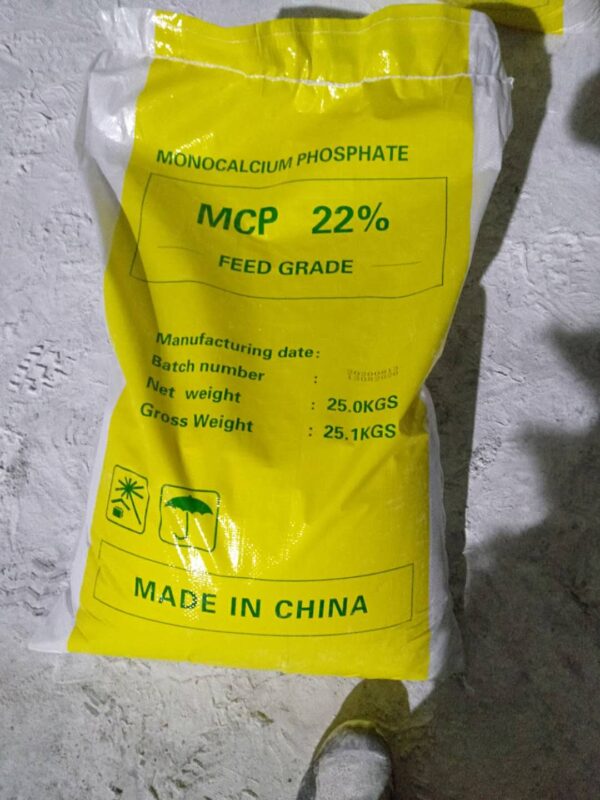 MONOCALCIUM PHOSPHATE
MCP 22%
FEED GRADE
Manufacturing date:
Batch number :
Net weight : 25.0KGS
Gross Weight : 25.1KGS
MADE IN CHINA